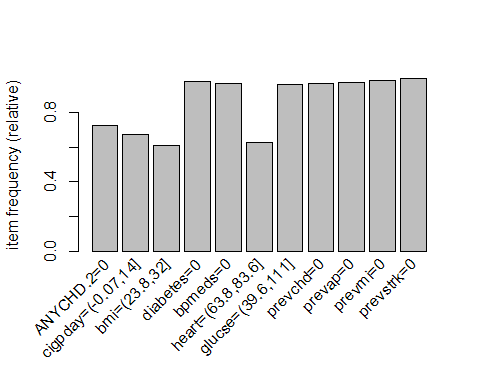 item frequency (relative)
0.0
0.4
0.8
ANYCHD.2=0
cigpday=(-0,07,14]
bmi=(23.8,32]
diabetes=0
bpmeds=0
heart=(63,8,83.6]
glucse=(39,6,111]
prevchd=0
prevap=0
prevmi=0
prevstrk=0